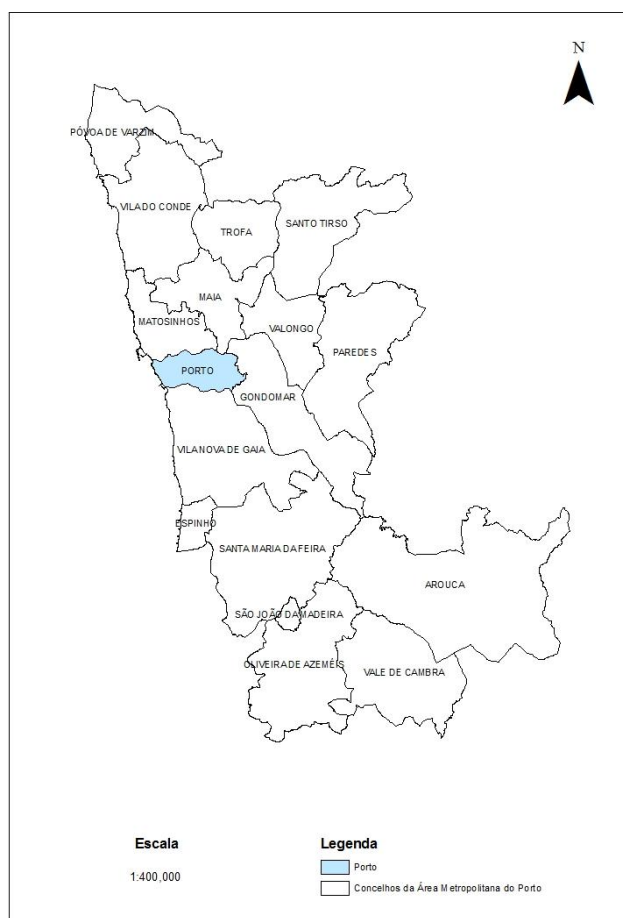 N
PÓVOA DE VARZIM
VILA DO CONDE
TROFA
SANTO TIRSO
MAIA
MATOSINHOS
VALONGO
PAREDES
PORTO
GONDOMAR
VILA NOVA DE GAIA
ESPINHO
SANTA MARIA DA FEIRA
AROUCA
SÃO JOÃO DA MADEIRA
OLIVEIRA DE AZEMÉIS
VALE DE CAMBRA
Escala
1:400,000
Legenda
Porto
Concelhos da Área Metropolitana do Porto